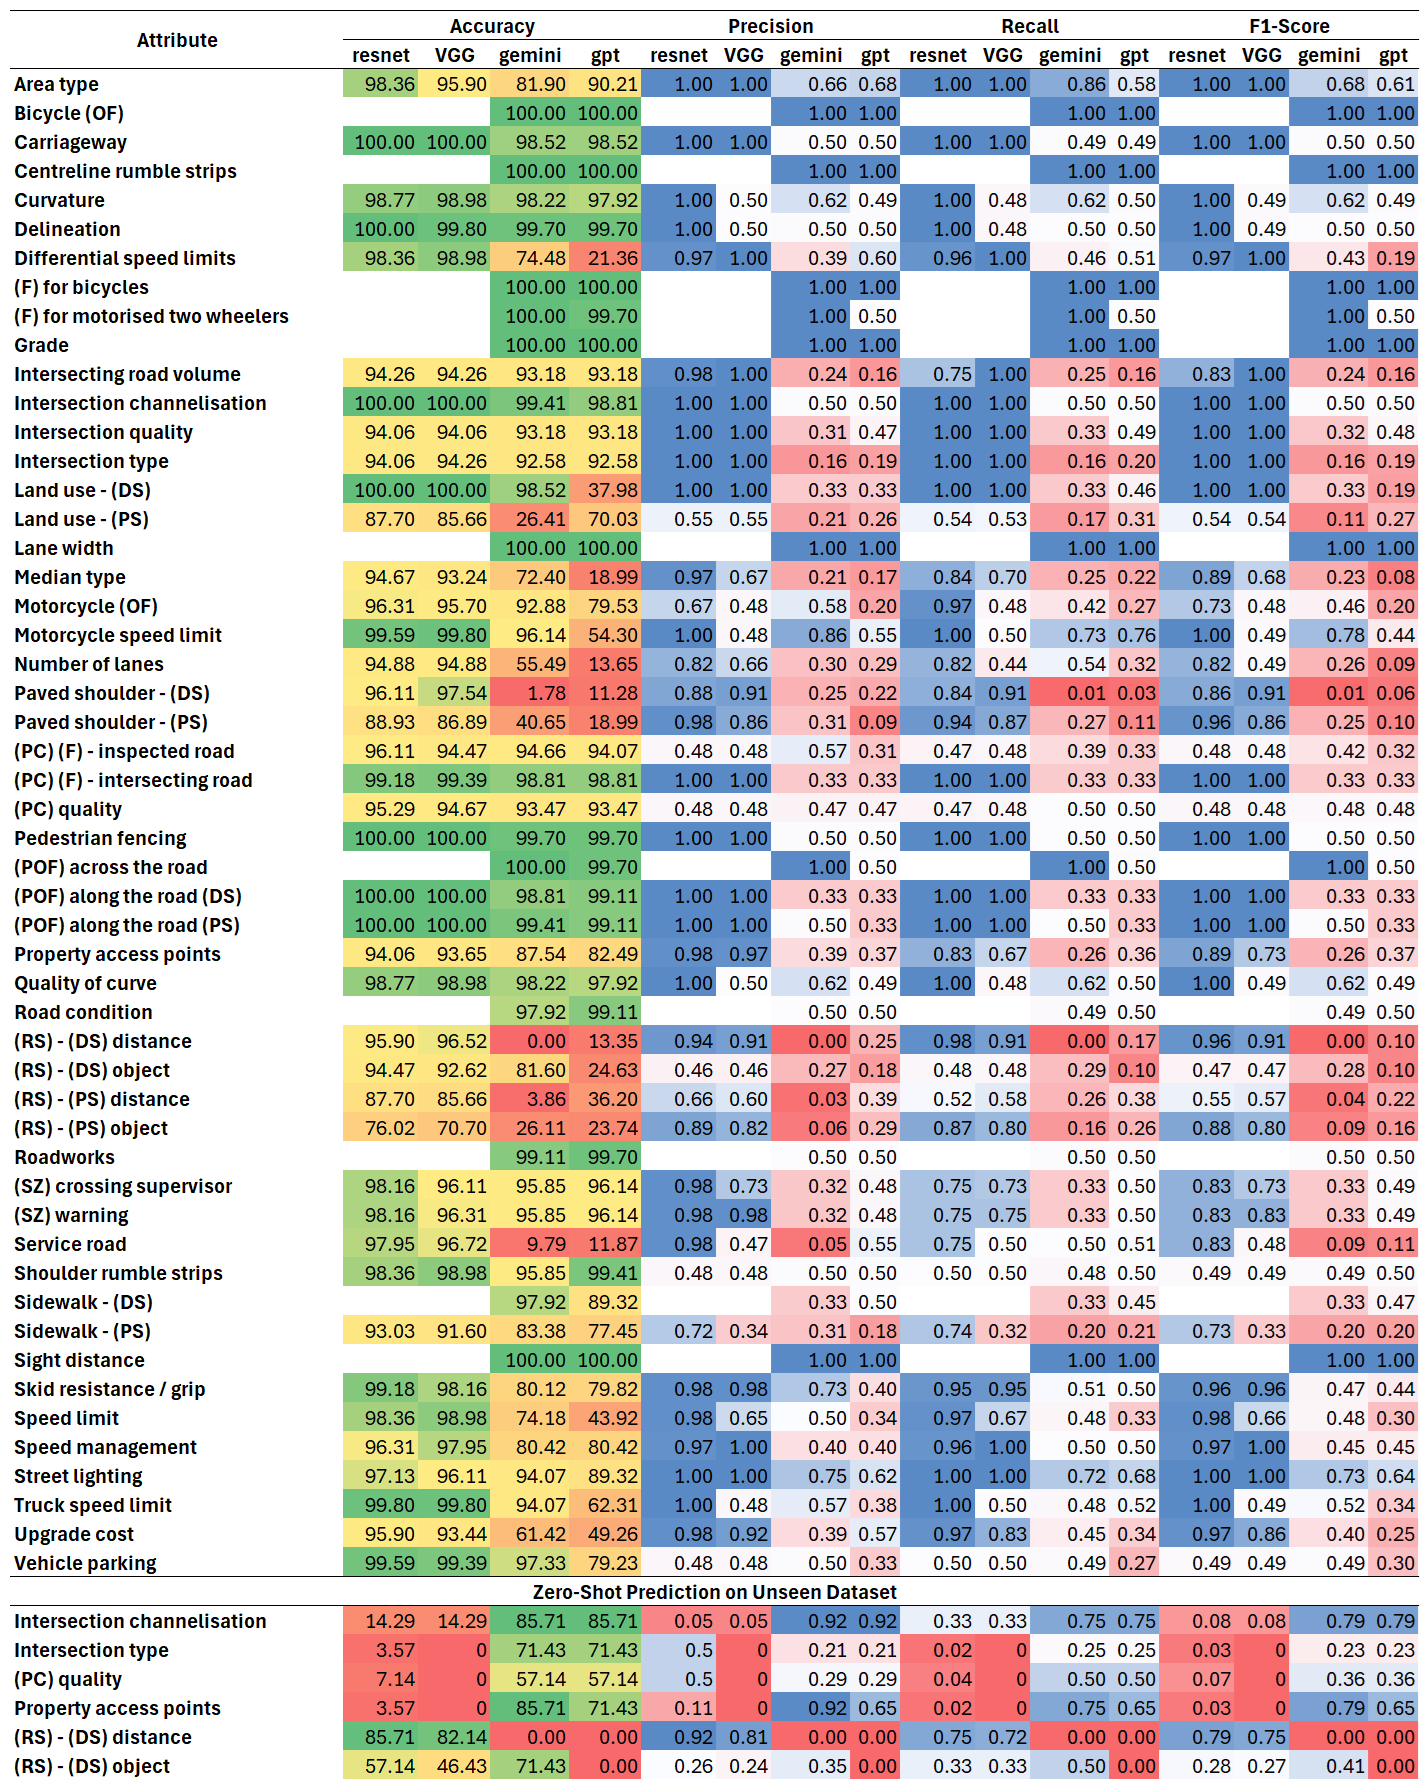 Attribute Accuracy Precision Recall F1-Score
resnet VGG gemini gpt resnet VGG gemini gpt resnet VGG gemini gpt resnet VGG gemini gpt
Area type 98.36 95.90 81.90 90.21 1.00 1.00 0.66 0.68 1.00 1.00 0.86 0.58 1.00 1.00 0.68 0.61
Bicycle (OF) 100.00 100.00 1.00 1.00 1.00 1.00 1.00 1.00
Carriageway 100.00 100.00 98.52 98.52 1.00 1.00 0.50 0.50 1.00 1.00 0.49 0.49 1.00 1.00 0.50 0.50
Centreline rumble strips 100.00 100.00 1.00 1.00 1.00 1.00 1.00 1.00
Curvature 98.77 98.98 98.22 97.92 1.00 0.50 0.62 0.49 1.00 0.48 0.62 0.50 1.00 0.49 0.62 0.49
Delineation 100.00 99.80 99.70 99.70 1.00 0.50 0.50 0.50 1.00 0.48 0.50 0.50 1.00 0.49 0.50 0.50
Differential speed limits 98.36 98.98 74.48 21.36 0.97 1.00 0.39 0.60 0.96 1.00 0.46 0.51 0.97 1.00 0.43 0.19
(F) for bicycles 100.00 100.00 1.00 1.00 1.00 1.00 1.00 1.00
(F) for motorised two wheelers 100.00 99.70 1.00 0.50 1.00 0.50 1.00 0.50
Grade 100.00 100.00 1.00 1.00 1.00 1.00 1.00 1.00
Intersecting road volume 94.26 94.26 93.18 93.18 0.98 1.00 0.24 0.16 0.75 1.00 0.25 0.16 0.83 1.00 0.24 0.16
Intersection channelisation 100.00 100.00 99.41 98.81 1.00 1.00 0.50 0.50 1.00 1.00 0.50 0.50 1.00 1.00 0.50 0.50
Intersection quality 94.06 94.06 93.18 93.18 1.00 1.00 0.31 0.47 1.00 1.00 0.33 0.49 1.00 1.00 0.32 0.48
Intersection type 94.06 94.26 92.58 92.58 1.00 1.00 0.16 0.19 1.00 1.00 0.16 0.20 1.00 1.00 0.16 0.19
Land use - (DS) 100.00 100.00 98.52 37.98 1.00 1.00 0.33 0.33 1.00 1.00 0.33 0.46 1.00 1.00 0.33 0.19
Land use - (PS) 87.70 85.66 26.41 70.03 0.55 0.55 0.21 0.26 0.54 0.53 0.17 0.31 0.54 0.54 0.11 0.27
Lane width 100.00 100.00 1.00 1.00 1.00 1.00 1.00 1.00
Median type 94.67 93.24 72.40 18.99 0.97 0.67 0.21 0.17 0.84 0.70 0.25 0.22 0.89 0.68 0.23 0.08
Motorcycle (OF) 96.31 95.70 92.88 79.53 0.67 0.48 0.58 0.20 0.97 0.48 0.42 0.27 0.73 0.48 0.46 0.20
Motorcycle speed limit 99.59 99.80 96.14 54.30 1.00 0.48 0.86 0.55 1.00 0.50 0.73 0.76 1.00 0.49 0.78 0.44
Number of lanes 94.88 94.88 55.49 13.65 0.82 0.66 0.30 0.29 0.82 0.44 0.54 0.32 0.82 0.49 0.26 0.09
Paved shoulder - (DS) 96.11 97.54 1.78 11.28 0.88 0.91 0.25 0.22 0.84 0.91 0.01 0.03 0.86 0.91 0.01 0.06
Paved shoulder - (PS) 88.93 86.89 40.65 18.99 0.98 0.86 0.31 0.09 0.94 0.87 0.27 0.11 0.96 0.86 0.25 0.10
(PC) (F) - inspected road 96.11 94.47 94.66 94.07 0.48 0.48 0.57 0.31 0.47 0.48 0.39 0.33 0.48 0.48 0.42 0.32
(PC) (F) - intersecting road 99.18 99.39 98.81 98.81 1.00 1.00 0.33 0.33 1.00 1.00 0.33 0.33 1.00 1.00 0.33 0.33
(PC) quality 95.29 94.67 93.47 93.47 0.48 0.48 0.47 0.47 0.47 0.48 0.50 0.50 0.48 0.48 0.48 0.48
Pedestrian fencing 100.00 100.00 99.70 99.70 1.00 1.00 0.50 0.50 1.00 1.00 0.50 0.50 1.00 1.00 0.50 0.50
(POF) across the road 100.00 99.70 1.00 0.50 1.00 0.50 1.00 0.50
(POF) along the road (DS) 100.00 100.00 98.81 99.11 1.00 1.00 0.33 0.33 1.00 1.00 0.33 0.33 1.00 1.00 0.33 0.33
(POF) along the road (PS) 100.00 100.00 99.41 99.11 1.00 1.00 0.50 0.33 1.00 1.00 0.50 0.33 1.00 1.00 0.50 0.33
Property access points 94.06 93.65 87.54 82.49 0.98 0.97 0.39 0.37 0.83 0.67 0.26 0.36 0.89 0.73 0.26 0.37
Quality of curve 98.77 98.98 98.22 97.92 1.00 0.50 0.62 0.49 1.00 0.48 0.62 0.50 1.00 0.49 0.62 0.49
Road condition 97.92 99.11 0.50 0.50 0.49 0.50 0.49 0.50
(RS) - (DS) distance 95.90 96.52 0.00 13.35 0.94 0.91 0.00 0.25 0.98 0.91 0.00 0.17 0.96 0.91 0.00 0.10
(RS) - (DS) object 94.47 92.62 81.60 24.63 0.46 0.46 0.27 0.18 0.48 0.48 0.29 0.10 0.47 0.47 0.28 0.10
(RS) - (PS) distance 87.70 85.66 3.86 36.20 0.66 0.60 0.03 0.39 0.52 0.58 0.26 0.38 0.55 0.57 0.04 0.22
(RS) - (PS) object 76.02 70.70 26.11 23.74 0.89 0.82 0.06 0.29 0.87 0.80 0.16 0.26 0.88 0.80 0.09 0.16
Roadworks 99.11 99.70 0.50 0.50 0.50 0.50 0.50 0.50
(SZ) crossing supervisor 98.16 96.11 95.85 96.14 0.98 0.73 0.32 0.48 0.75 0.73 0.33 0.50 0.83 0.73 0.33 0.49
(SZ) warning 98.16 96.31 95.85 96.14 0.98 0.98 0.32 0.48 0.75 0.75 0.33 0.50 0.83 0.83 0.33 0.49
Service road 97.95 96.72 9.79 11.87 0.98 0.47 0.05 0.55 0.75 0.50 0.50 0.51 0.83 0.48 0.09 0.11
Shoulder rumble strips 98.36 98.98 95.85 99.41 0.48 0.48 0.50 0.50 0.50 0.50 0.48 0.50 0.49 0.49 0.49 0.50
Sidewalk - (DS) 97.92 89.32 0.33 0.50 0.33 0.45 0.33 0.47
Sidewalk - (PS) 93.03 91.60 83.38 77.45 0.72 0.34 0.31 0.18 0.74 0.32 0.20 0.21 0.73 0.33 0.20 0.20
Sight distance 100.00 100.00 1.00 1.00 1.00 1.00 1.00 1.00
Skid resistance / grip 99.18 98.16 80.12 79.82 0.98 0.98 0.73 0.40 0.95 0.95 0.51 0.50 0.96 0.96 0.47 0.44
Speed limit 98.36 98.98 74.18 43.92 0.98 0.65 0.50 0.34 0.97 0.67 0.48 0.33 0.98 0.66 0.48 0.30
Speed management 96.31 97.95 80.42 80.42 0.97 1.00 0.40 0.40 0.96 1.00 0.50 0.50 0.97 1.00 0.45 0.45
Street lighting 97.13 96.11 94.07 89.32 1.00 1.00 0.75 0.62 1.00 1.00 0.72 0.68 1.00 1.00 0.73 0.64
Truck speed limit 99.80 99.80 94.07 62.31 1.00 0.48 0.57 0.38 1.00 0.50 0.48 0.52 1.00 0.49 0.52 0.34
Upgrade cost 95.90 93.44 61.42 49.26 0.98 0.92 0.39 0.57 0.97 0.83 0.45 0.34 0.97 0.86 0.40 0.25
Vehicle parking 99.59 99.39 97.33 79.23 0.48 0.48 0.50 0.33 0.50 0.50 0.49 0.27 0.49 0.49 0.49 0.30
Zero-Shot Prediction on Unseen Dataset
Intersection channelisation 14.29 14.29 85.71 85.71 0.05 0.05 0.92 0.92 0.33 0.33 0.75 0.75 0.08 0.08 0.79 0.79
Intersection type 3.57 0 71.43 71.43 0.5 0 0.21 0.21 0.02 0 0.25 0.25 0.03 0 0.23 0.23
(PC) quality 7.14 0 57.14 57.14 0.5 0 0.29 0.29 0.04 0 0.50 0.50 0.07 0 0.36 0.36
Property access points 3.57 0 85.71 71.43 0.11 0 0.92 0.65 0.02 0 0.75 0.65 0.03 0 0.79 0.65
(RS) - (DS) distance 85.71 82.14 0.00 0.00 0.92 0.81 0.00 0.00 0.75 0.72 0.00 0.00 0.79 0.75 0.00 0.00
(RS) - (DS) object 57.14 46.43 71.43 0.00 0.26 0.24 0.35 0.00 0.33 0.33 0.50 0.00 0.28 0.27 0.41 0.00